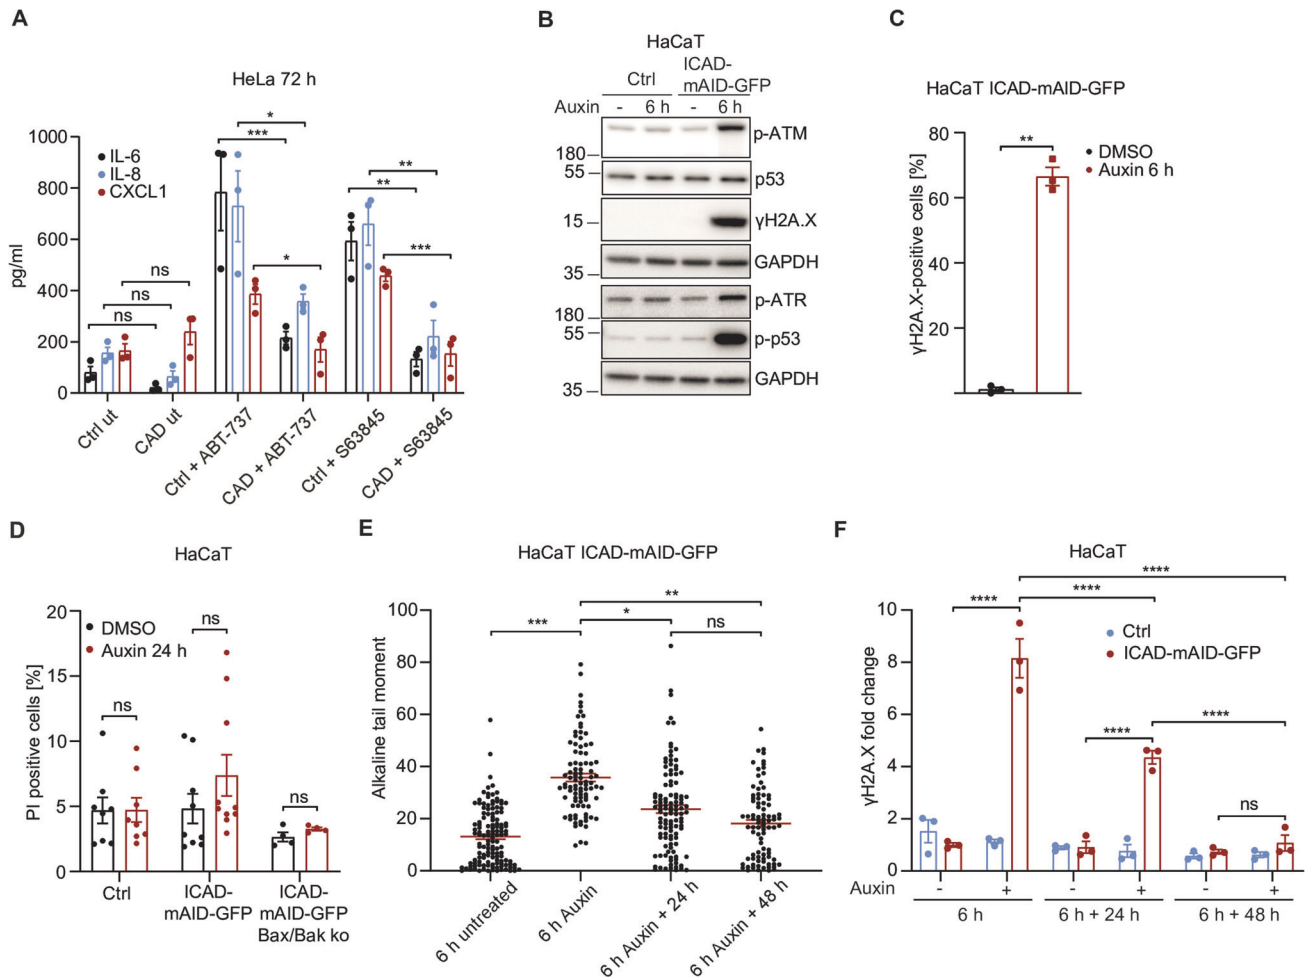 A
HeLa 72 h
IL-6
IL-8
CXCL1
pg/ml
1000
800
600
400
200
0
ns
ns
ns
***
*
*
**
**
***
Ctrl ut
CAD ut
Ctrl + ABT-737
CAD + ABT-737
Ctrl + S63845
CAD + S63845
B
HaCaT
Ctrl
ICAD-
mAID-GFP
Auxin - 6 h - 6 h
p-ATM
180
55
p53
15
γH2A.X
GAPDH
35
p-ATR
180
55
p-p53
GAPDH
35
C
HaCaT ICAD-mAID-GFP
γH2A.X-positive cells [%]
80
60
40
20
**
DMSO
Auxin 6 h
D
HaCaT
PI positive cells [%]
20
15
10
5
0
DMSO
Auxin 24 h
ns
ns
ns
Ctrl
ICAD-
mAID-GFP
ICAD-
mAID-GFP
Bax/Bak ko
E
HaCaT ICAD-mAID-GFP
Alkaline tail moment
100
80
60
40
20
0
***
**
*
ns
6 h untreated
6 h Auxin
6 h Auxin + 24 h
6 h Auxin + 48 h
F
HaCaT
γH2A.X fold change
10
8
6
4
2
0
****
****
****
****
****
ns
Ctrl
ICAD-mAID-GFP
Auxin - + - + - +
6 h
6 h + 24 h
6 h + 48 h